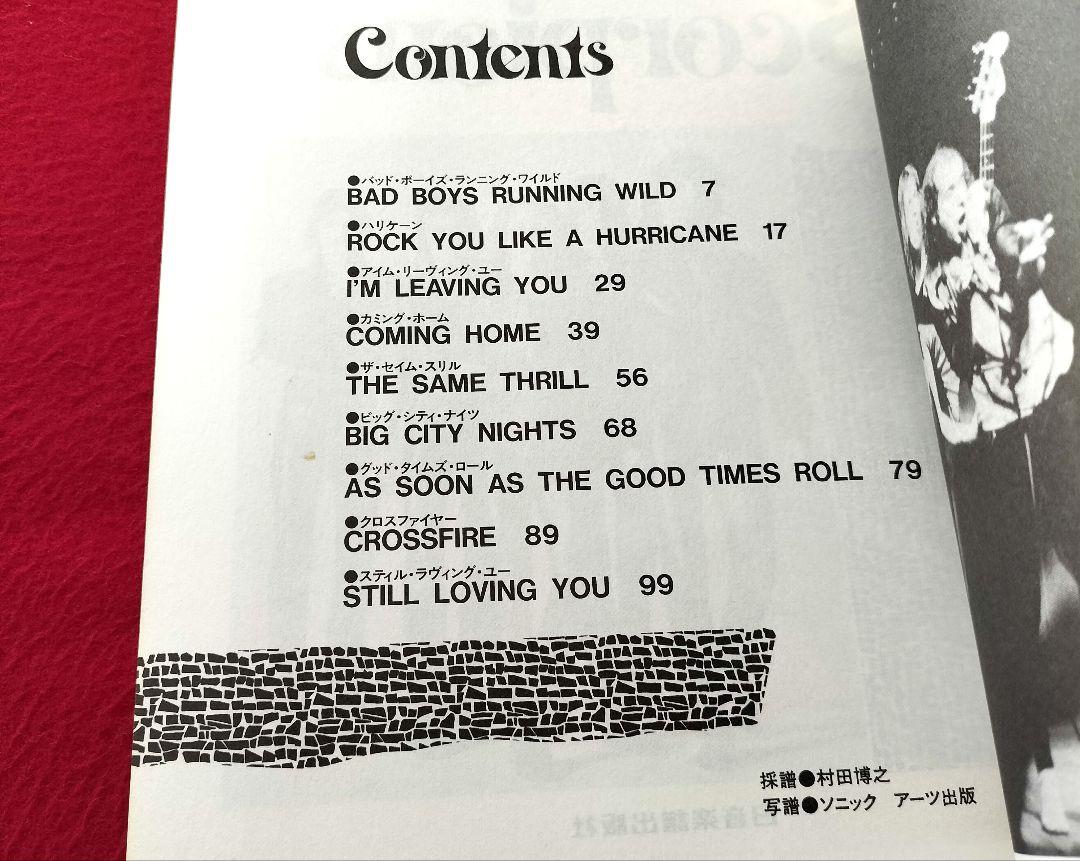 Contents
●バッド・ボーイズ・ランニング・ワイルド
BAD BOYS RUNNING WILD 7
●ハリケーン
ROCK YOU LIKE A HURRICANE 17
●アイム・リーヴィング・ユー
I'M LEAVING YOU 29
●カミング・ホーム
COMING HOME 39
●ザ・セイム・スリル
THE SAME THRILL 56
●ビッグ・シティ・ナイツ
BIG CITY NIGHTS 68
●グッド・タイムズ・ロール
AS SOON AS THE GOOD TIMES ROLL 79
●クロスファイヤー
CROSSFIRE 89
●スティル・ラヴィング・ユー
STILL LOVING YOU 99
採譜●村田博之
写譜●ソニック アーツ出版